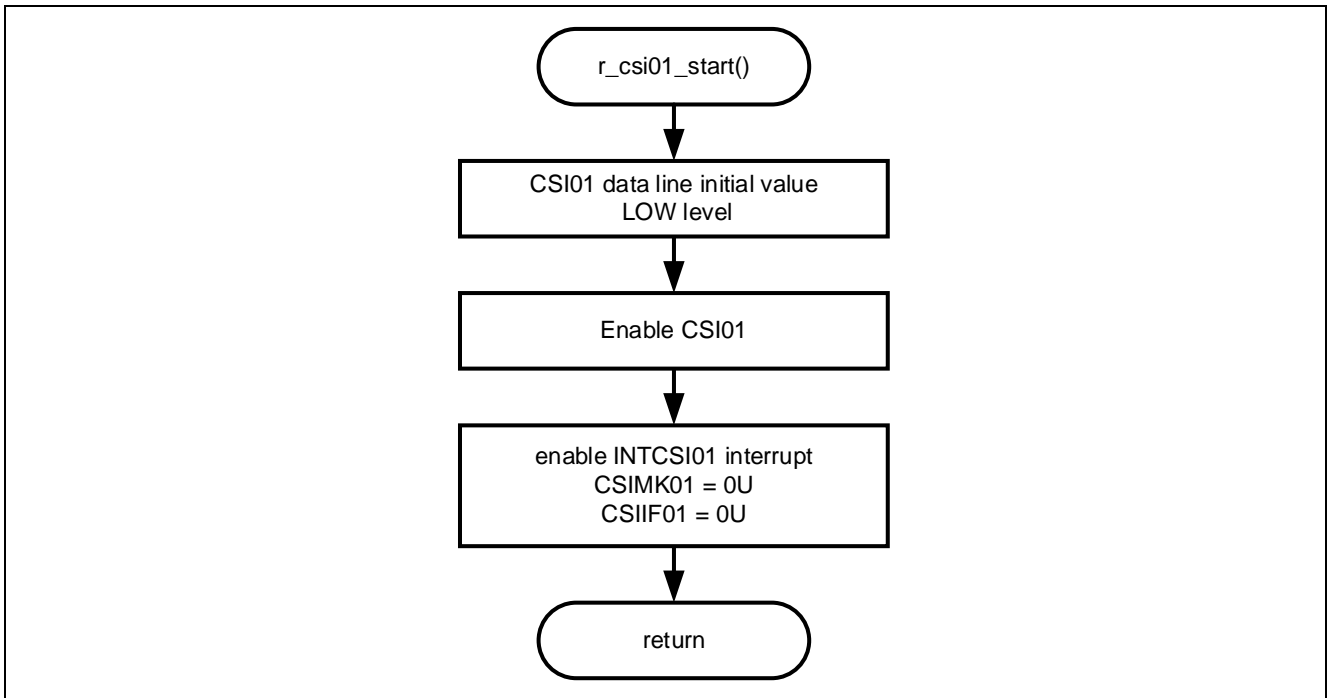 r_csi01_start()
CSI01 data line initial value
LOW level
Enable CSI01
enable INTCSI01 interrupt
CSIMK01 = 0U
CSIIF01 = 0U
return